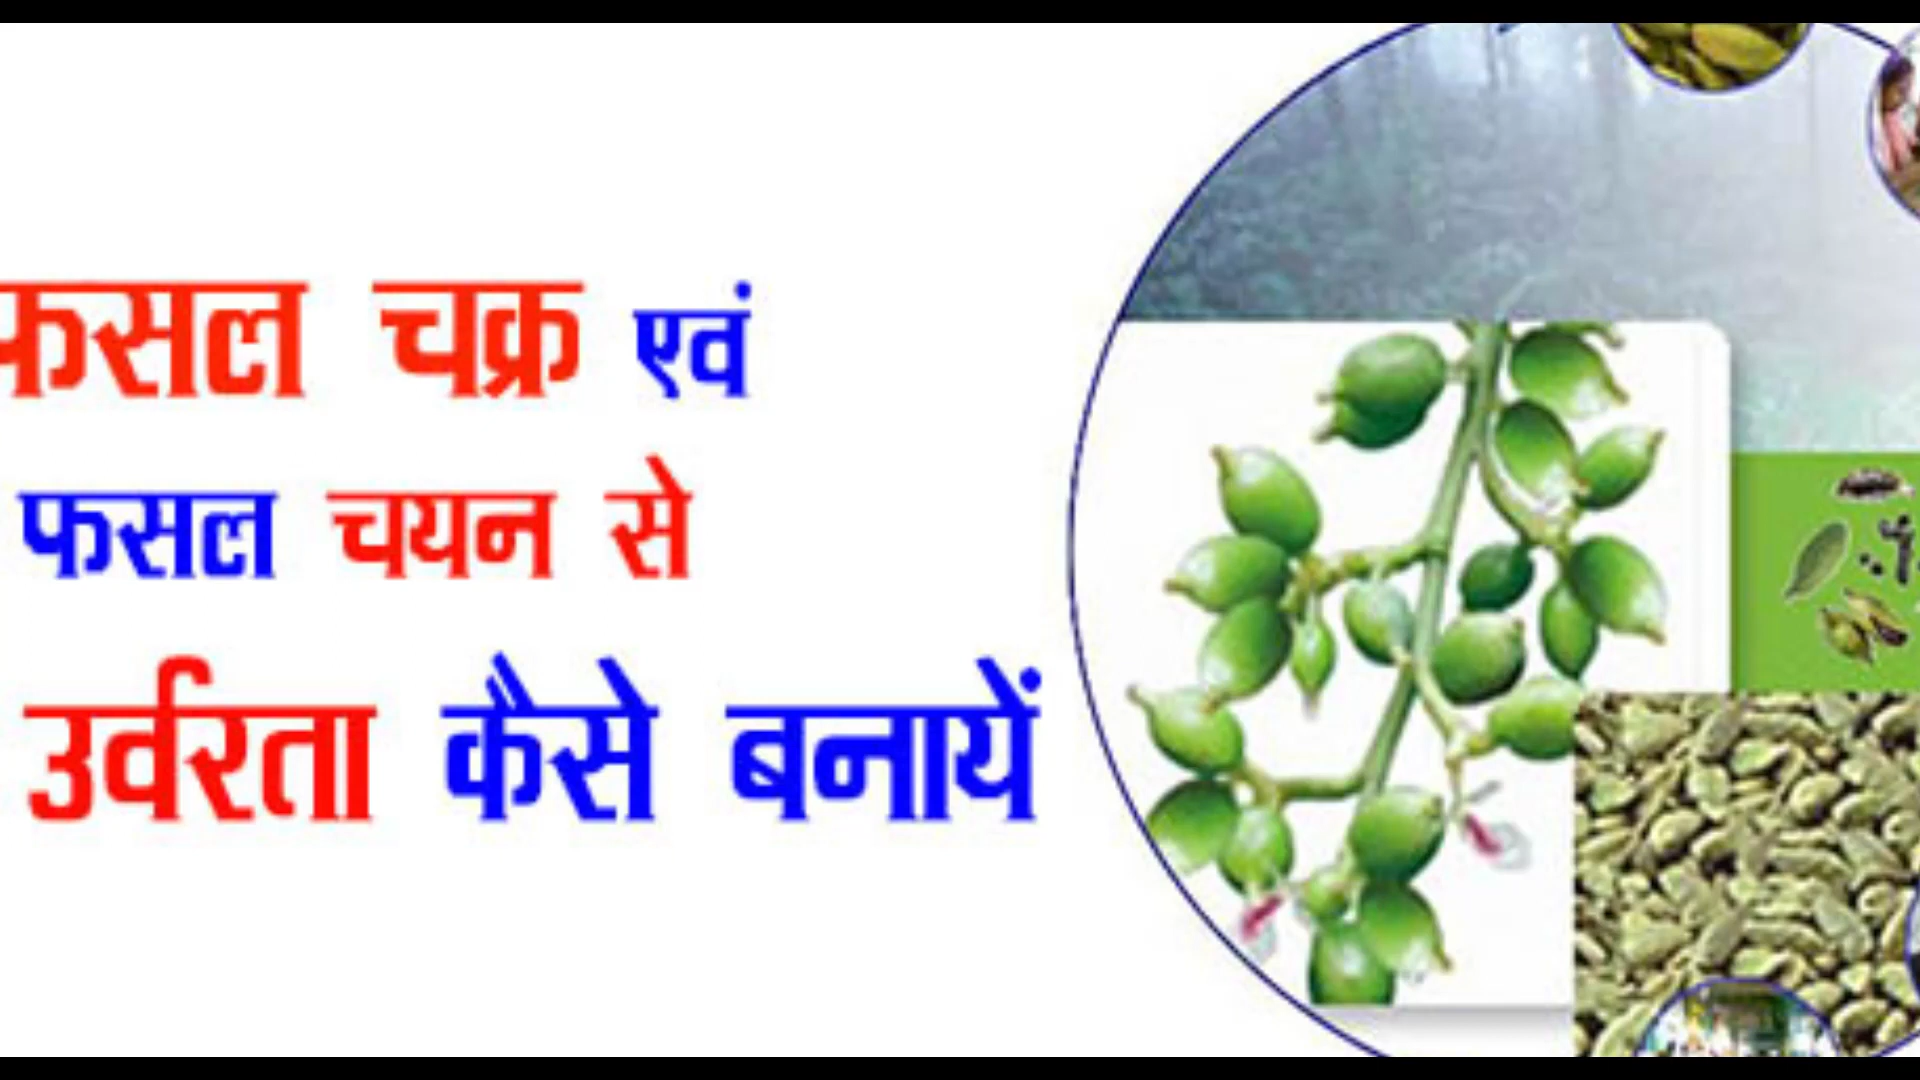 फसल चक्र एवं
फसल चयन से
उर्वरता कैसे बनायें